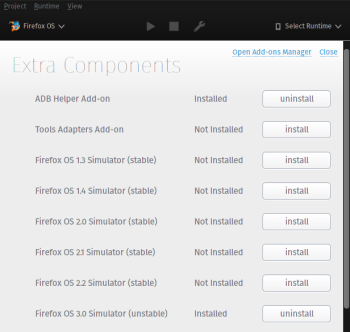 Project Runtime View
Firefox OS Select Runtime
Open Add-ons Manager Close
Extra Components
ADB Helper Add-on Installed uninstall
Tools Adapters Add-on Not Installed install
Firefox OS 1.3 Simulator (stable) Not Installed install
Firefox OS 1.4 Simulator (stable) Not Installed install
Firefox OS 2.0 Simulator (stable) Not Installed install
Firefox OS 2.1 Simulator (stable) Not Installed install
Firefox OS 2.2 Simulator (stable) Not Installed install
Firefox OS 3.0 Simulator (unstable) Installed uninstall